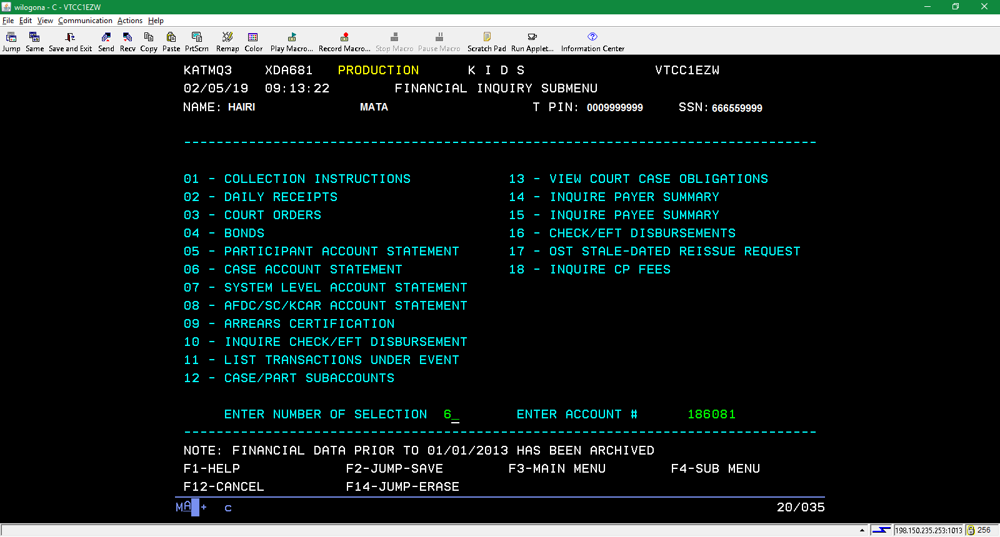 wilogona - C - VTCC1EZW
File Edit View Communication Actions Help
Jump Same Save and Exit Send Recv Copy Paste PrtScrn Remap Color Play Macro... Record Macro... Stop Macro Pause Macro Scratch Pad Run Applet... Information Center
KATMQ3 XDA681 PRODUCTION K I D S VTCC1EZW
02/05/19 09:13:22 FINANCIAL INQUIRY SUBMENU
NAME: HAIRI MATA T PIN: 0009999999 SSN: 666559999
------------------------------------------------------------------------------
01 - COLLECTION INSTRUCTIONS 13 - VIEW COURT CASE OBLIGATIONS
02 - DAILY RECEIPTS 14 - INQUIRE PAYER SUMMARY
03 - COURT ORDERS 15 - INQUIRE PAYEE SUMMARY
04 - BONDS 16 - CHECK/EFT DISBURSEMENTS
05 - PARTICIPANT ACCOUNT STATEMENT 17 - OST STALE-DATED REISSUE REQUEST
06 - CASE ACCOUNT STATEMENT 18 - INQUIRE CP FEES
07 - SYSTEM LEVEL ACCOUNT STATEMENT
08 - AFDC/SC/KCAR ACCOUNT STATEMENT
09 - ARREARS CERTIFICATION
10 - INQUIRE CHECK/EFT DISBURSEMENT
11 - LIST TRANSACTIONS UNDER EVENT
12 - CASE/PART SUBACCOUNTS
ENTER NUMBER OF SELECTION 6_ ENTER ACCOUNT # 186081
------------------------------------------------------------------------------
NOTE: FINANCIAL DATA PRIOR TO 01/01/2013 HAS BEEN ARCHIVED
F1-HELP F2-JUMP-SAVE F3-MAIN MENU F4-SUB MENU
F12-CANCEL F14-JUMP-ERASE
MA + C 20/035
198.150.235.253:1013 256